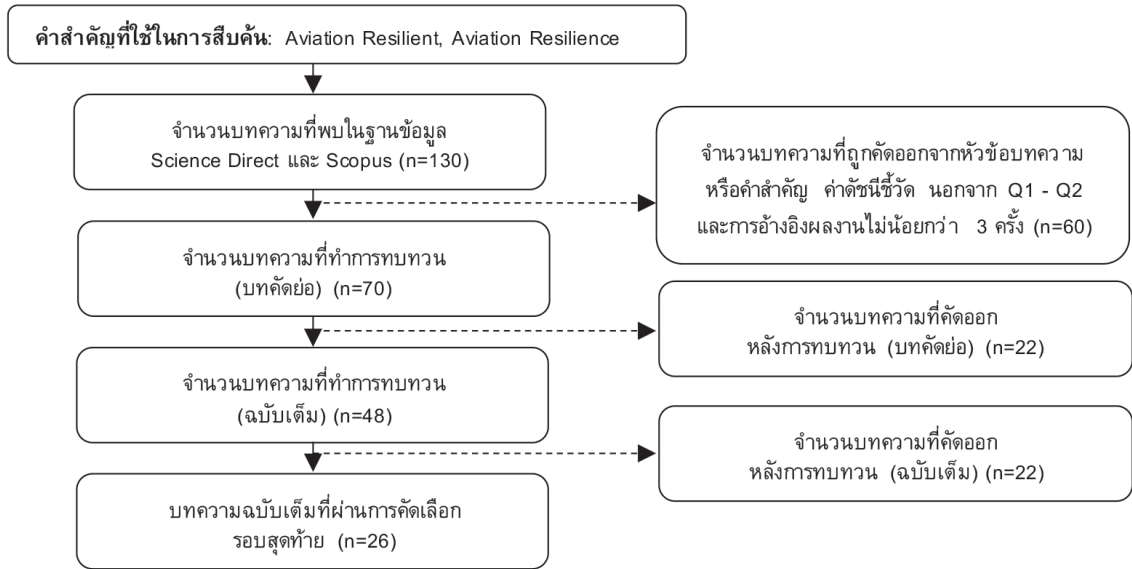 คำสำคัญที่ใช้ในการสืบค้น: Aviation Resilient, Aviation Resilience
จำนวนบทความที่พบในฐานข้อมูล
Science Direct และ Scopus (n=130)
จำนวนบทความที่ถูกคัดออกจากหัวข้อบทความ
หรือคำสำคัญ ค่าดัชนีชี้วัด นอกจาก Q1 - Q2
และการอ้างอิงผลงานไม่น้อยกว่า 3 ครั้ง (n=60)
จำนวนบทความที่ทำการทบทวน
(บทคัดย่อ) (n=70)
จำนวนบทความที่คัดออก
หลังการทบทวน (บทคัดย่อ) (n=22)
จำนวนบทความที่ทำการทบทวน
(ฉบับเต็ม) (n=48)
จำนวนบทความที่คัดออก
หลังการทบทวน (ฉบับเต็ม) (n=22)
บทความฉบับเต็มที่ผ่านการคัดเลือก
รอบสุดท้าย (n=26)